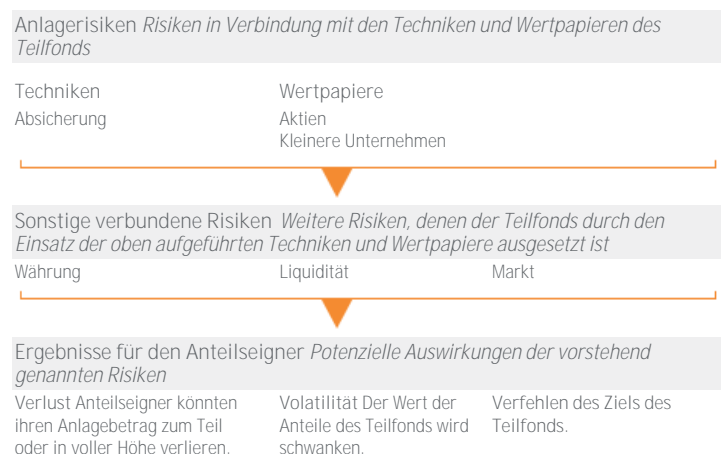 Anlagerisiken Risiken in Verbindung mit den Techniken und Wertpapieren des
Teilfonds
Techniken
Absicherung
Wertpapiere
Aktien
Kleinere Unternehmen
Sonstige verbundene Risiken Weitere Risiken, denen der Teilfonds durch den
Einsatz der oben aufgeführten Techniken und Wertpapiere ausgesetzt ist
Währung
Liquidität
Markt
Ergebnisse für den Anteilseigner Potenzielle Auswirkungen der vorstehend
genannten Risiken
Verlust Anteilseigner könnten
ihren Anlagebetrag zum Teil
oder in voller Höhe verlieren.
Volatilität Der Wert der
Anteile des Teilfonds wird
schwanken.
Verfehlen des Ziels des
Teilfonds.